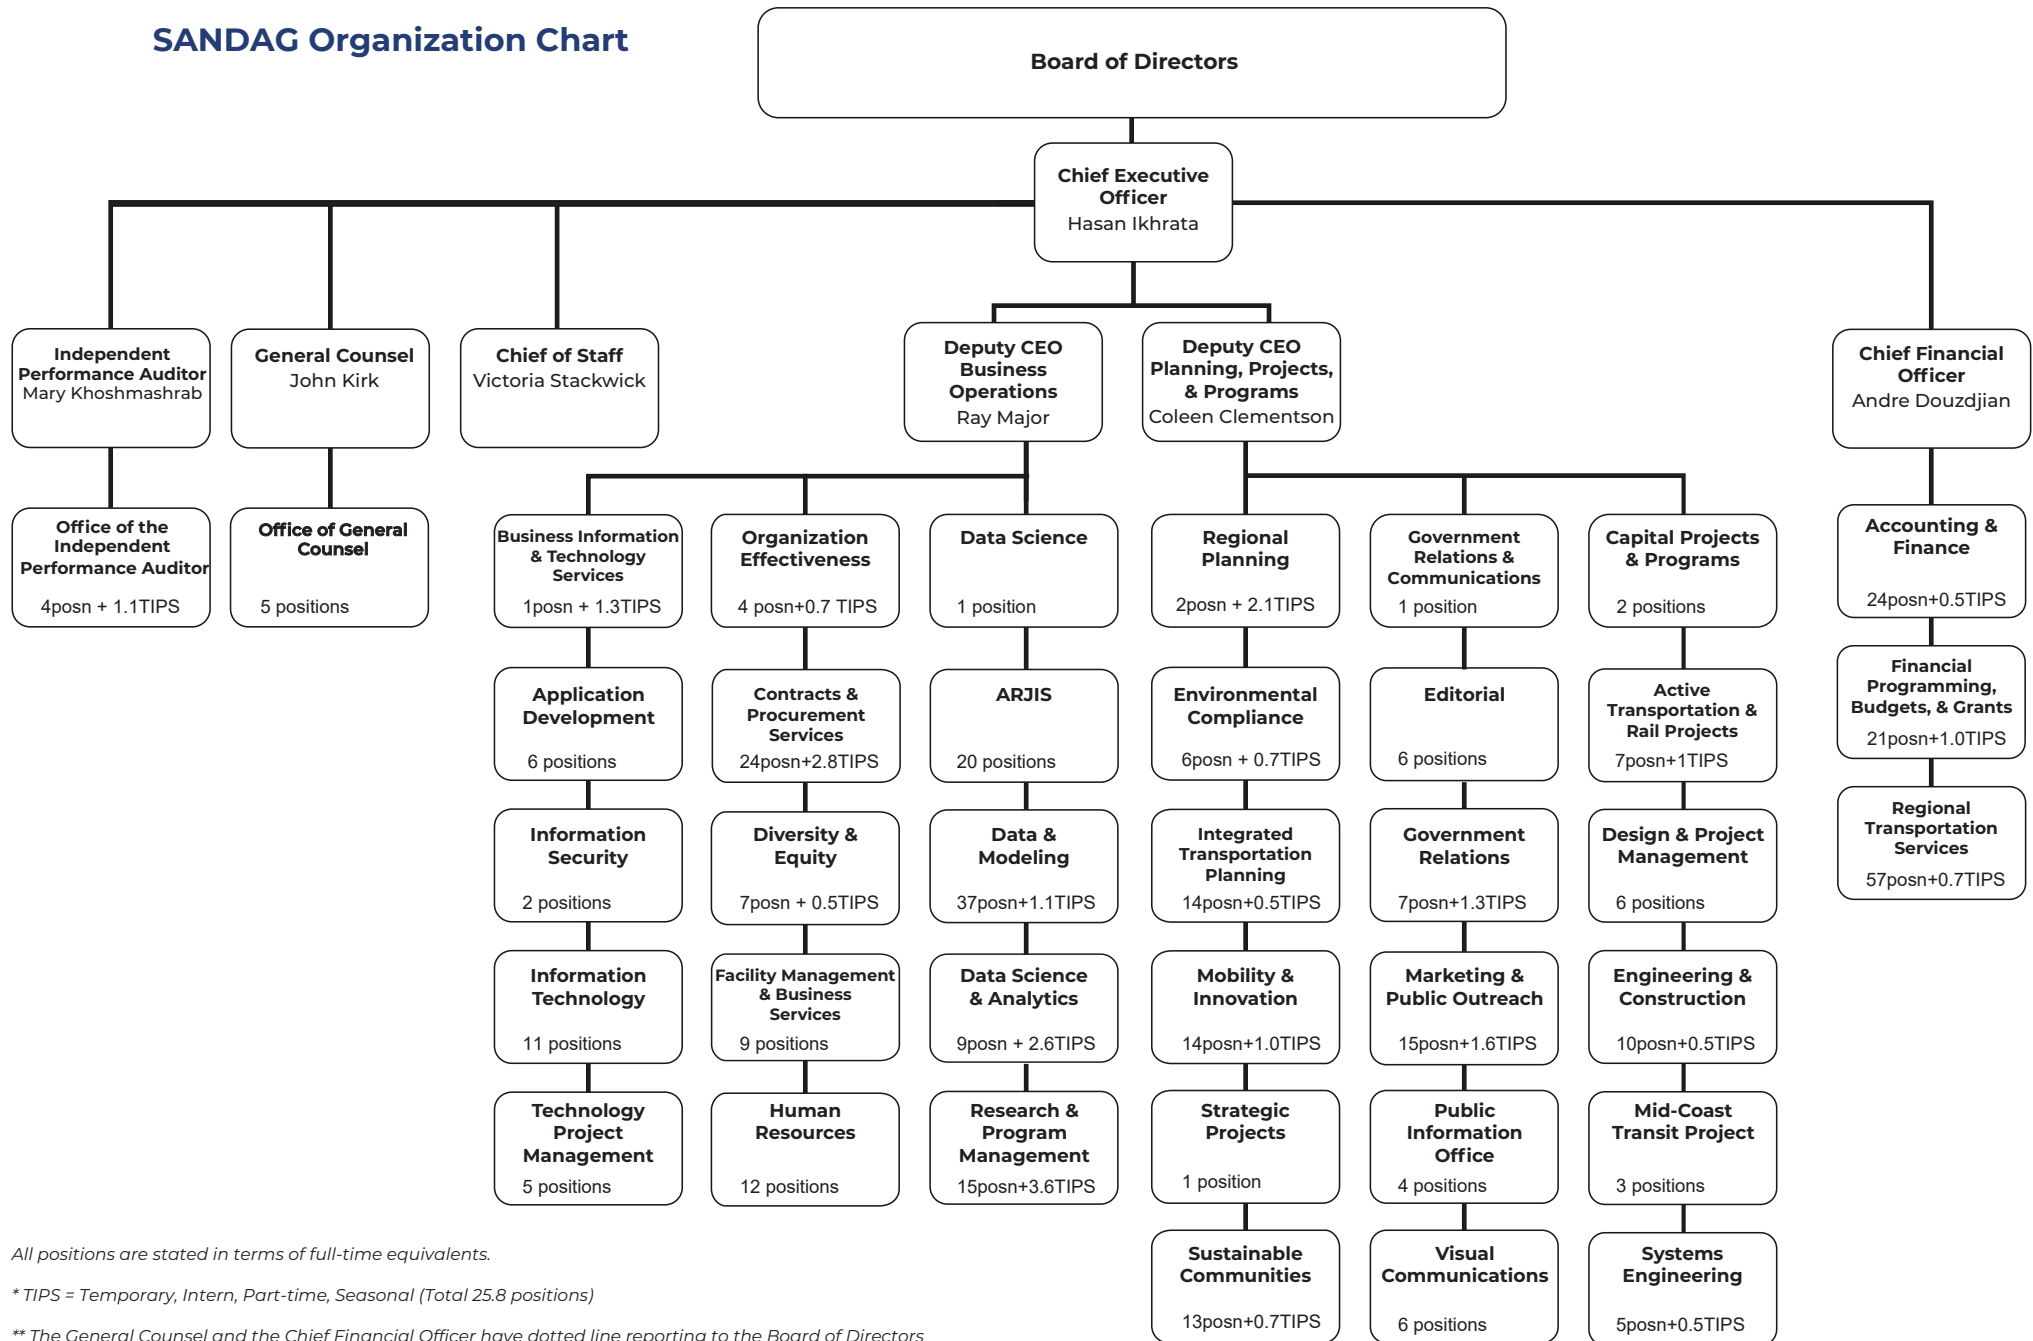 SANDAG Organization Chart
Board of Directors
Chief Executive
Officer
Hasan Ikhrata
Independent
Performance Auditor
Mary Khoshmashrab
General Counsel
John Kirk
Chief of Staff
Victoria Stackwick
Deputy CEO
Business
Operations
Ray Major
Deputy CEO
Planning, Projects,
& Programs
Coleen Clementson
Chief Financial
Officer
Andre Douzdjian
Office of the
Independent
Performance Auditor
4posn + 1.1TIPS
Office of General
Counsel
5 positions
Business Information
& Technology
Services
1posn + 1.3TIPS
Application
Development
6 positions
Information
Security
2 positions
Information
Technology
11 positions
Technology
Project
Management
5 positions
Organization
Effectiveness
4 posn+0.7 TIPS
Contracts &
Procurement
Services
24posn+2.8TIPS
Diversity &
Equity
7posn + 0.5TIPS
Facility Management
& Business
Services
9 positions
Human
Resources
12 positions
Data Science
1 position
ARJIS
20 positions
Data &
Modeling
37posn+1.1TIPS
Data Science
& Analytics
9posn + 2.6TIPS
Research &
Program
Management
15posn+3.6TIPS
Regional
Planning
2posn + 2.1TIPS
Environmental
Compliance
6posn + 0.7TIPS
Integrated
Transportation
Planning
14posn+0.5TIPS
Mobility &
Innovation
14posn+1.0TIPS
Strategic
Projects
1 position
Sustainable
Communities
13posn+0.7TIPS
Government
Relations &
Communications
1 position
Editorial
6 positions
Government
Relations
7posn+1.3TIPS
Marketing &
Public Outreach
15posn+1.6TIPS
Public
Information
Office
4 positions
Visual
Communications
6 positions
Capital Projects
& Programs
2 positions
Active
Transportation &
Rail Projects
7posn+1TIPS
Design & Project
Management
6 positions
Engineering &
Construction
10posn+0.5TIPS
Mid-Coast
Transit Project
3 positions
Systems
Engineering
5posn+0.5TIPS
Accounting &
Finance
24posn+0.5TIPS
Financial
Programming,
Budgets, & Grants
21posn+1.0TIPS
Regional
Transportation
Services
57posn+0.7TIPS
All positions are stated in terms of full-time equivalents.
* TIPS = Temporary, Intern, Part-time, Seasonal (Total 25.8 positions)
** The General Counsel and the Chief Financial Officer have dotted line reporting to the Board of Directors